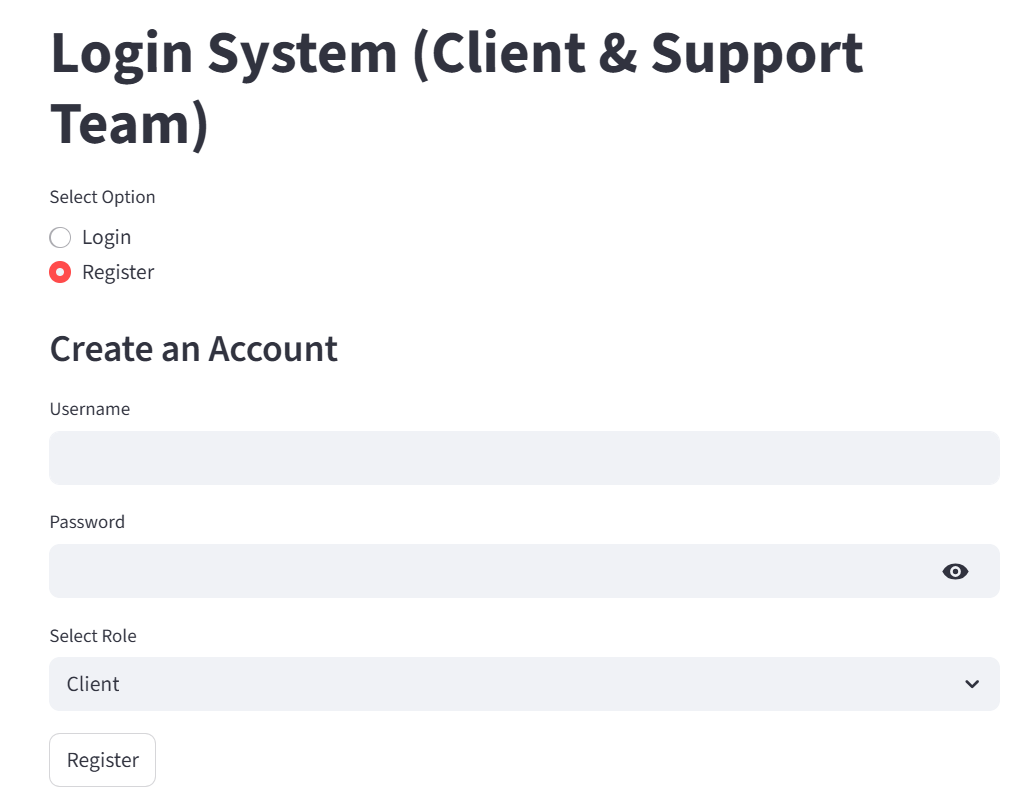 Login System (Client & Support
Team)
Select Option
Login
Register
Create an Account
Username
Password
Select Role
Client
Register